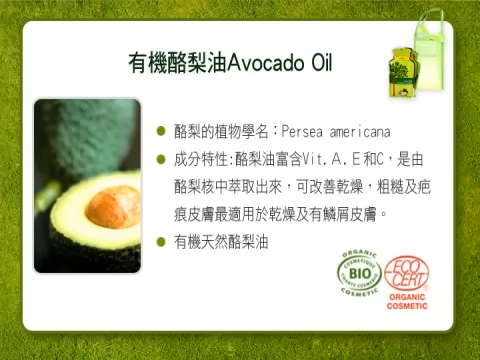 有機酪梨油Avocado Oil
酪梨的植物學名：Persea americana
成分特性:酪梨油富含Vit.A.E和C，是由
酪梨核中萃取出來，可改善乾燥，粗糙及疤
痕皮膚最適用於乾燥及有鱗屑皮膚。
有機天然酪梨油
ORGANIC
COSMETIQUE
BIO
COSMETIC
ECO
CERT
ORGANIC
COSMETIC